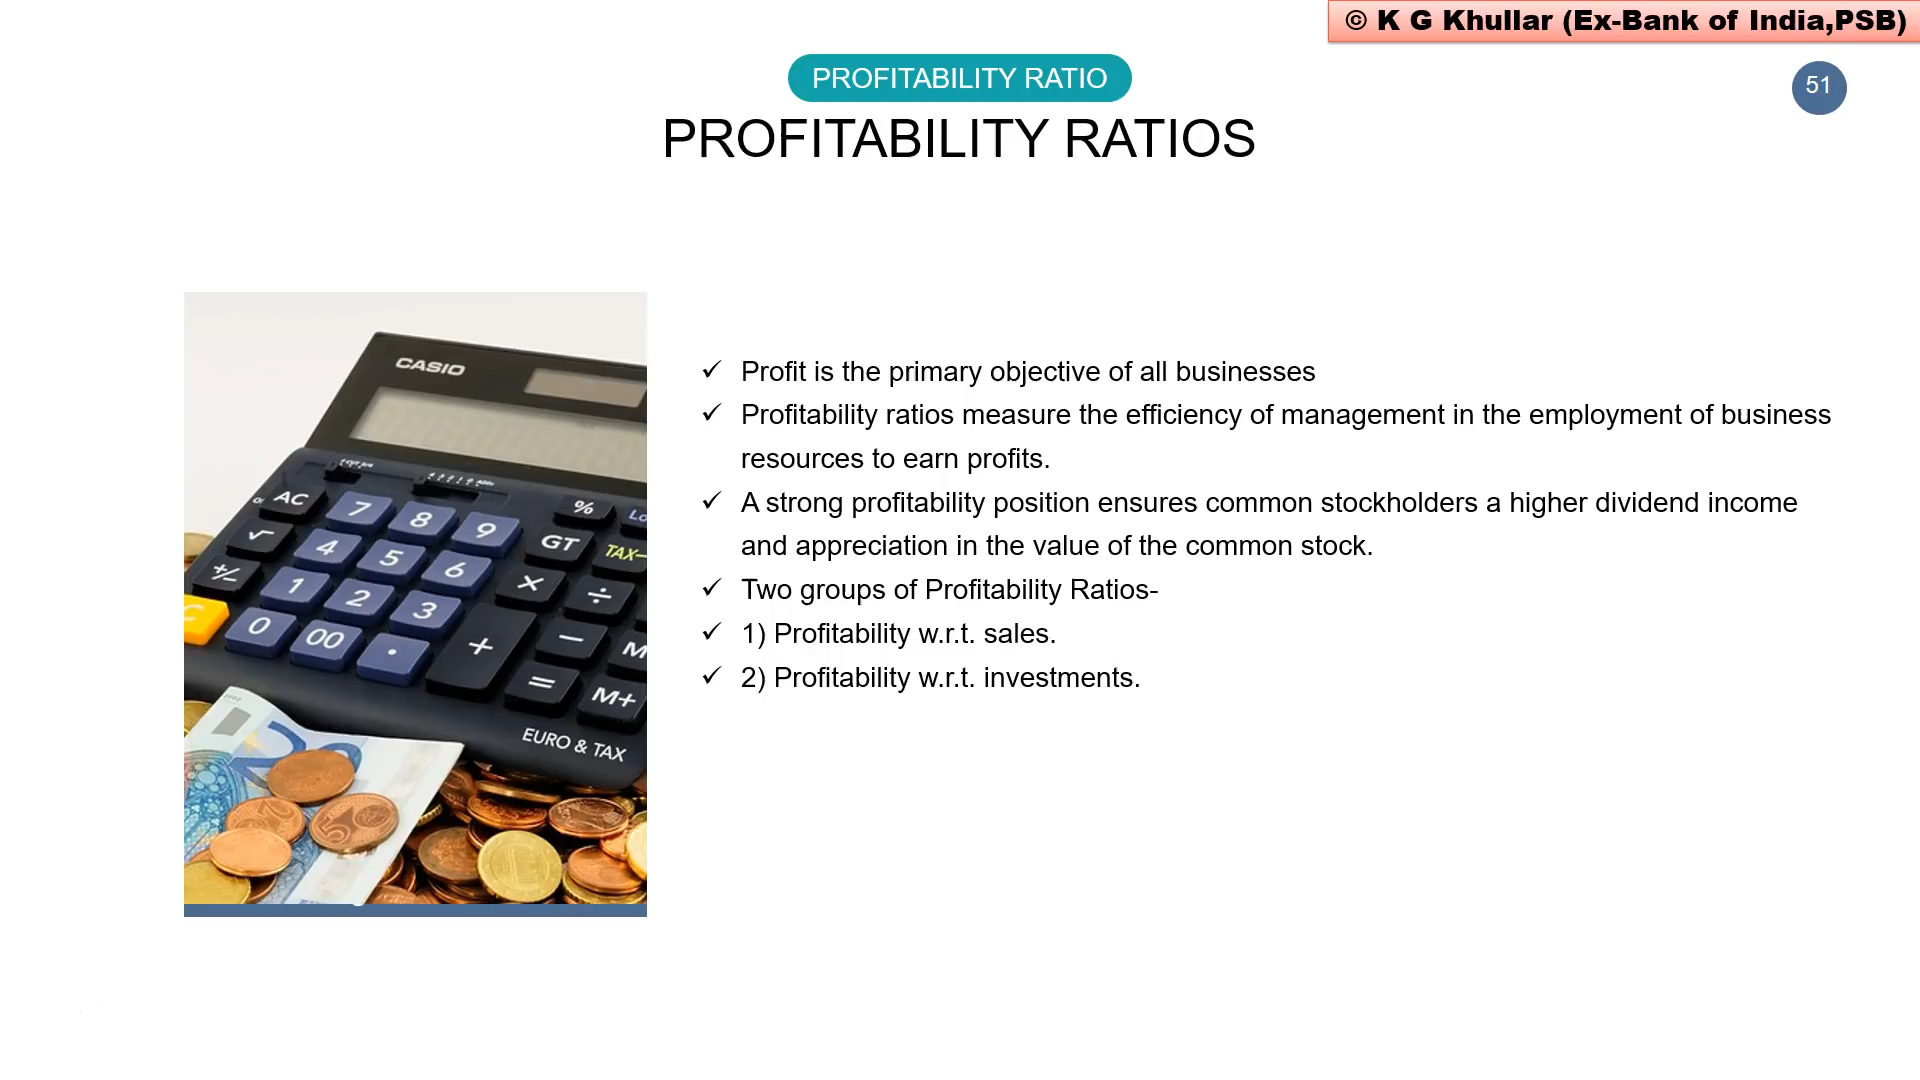 © K G Khullar (Ex-Bank of India,PSB)
PROFITABILITY RATIO
51
PROFITABILITY RATIOS
✓ Profit is the primary objective of all businesses
✓ Profitability ratios measure the efficiency of management in the employment of business
resources to earn profits.
✓ A strong profitability position ensures common stockholders a higher dividend income
and appreciation in the value of the common stock.
✓ Two groups of Profitability Ratios-
✓ 1) Profitability w.r.t. sales.
✓ 2) Profitability w.r.t. investments.
CASIO
AC 7 8 9 %
√ 4 5 6 GT TAX−
+/− 1 2 3 × ÷
C 0 00 · + − M
= M+
EURO & TAX
20
2 5